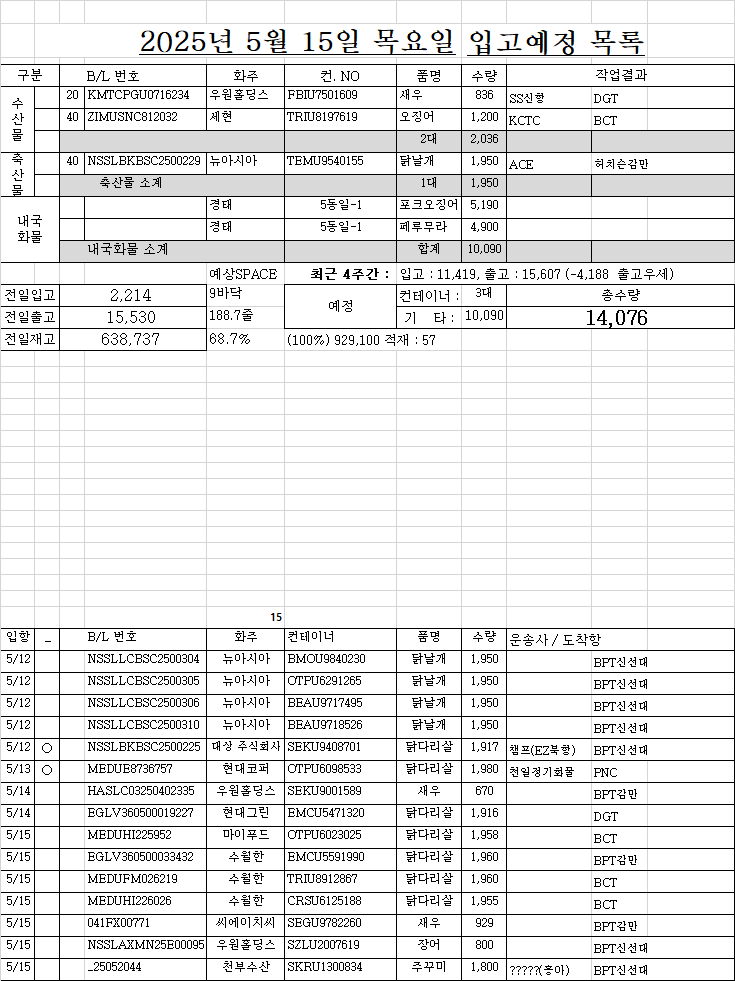 2025년 5월 15일 목요일 입고예정 목록
구분 B/L 번호 화주 컨. NO 품명 수량 작업결과
수산물 20 KMTCPGU0716234 우원홀딩스 FBIU7501609 새우 836 SS신항 DGT
40 ZIMUSNC812032 세현 TRIU8197619 오징어 1,200 KCTC BCT
2대 2,036
축산물 40 NSSLBKBSC2500229 뉴아시아 TBMU9540155 닭날개 1,950 ACE 허치슨감만
축산물 소계 1대 1,950
내국화물 경태 5동일-1 포크오징어 5,190
경태 5동일-1 페루무라 4,900
내국화물 소계 합계 10,090
예상SPACE 최근 4주간 : 입고 : 11,419, 출고 : 15,607 (-4,188 출고우세)
전일입고 2,214 9바닥 예정 컨테이너 : 3대 총수량
전일출고 15,530 188.7줄 기 타 : 10,090 14,076
전일재고 638,737 68.7% (100%) 929,100 적재 : 57
15
입항 _ B/L 번호 화주 컨테이너 품명 수량 운송사 / 도착항
5/12 NSSLLCBSC2500304 뉴아시아 BMOU9840230 닭날개 1,950 BPT신선대
5/12 NSSLLCBSC2500305 뉴아시아 OTPU6291265 닭날개 1,950 BPT신선대
5/12 NSSLLCBSC2500306 뉴아시아 BEAU9717495 닭날개 1,950 BPT신선대
5/12 NSSLLCBSC2500310 뉴아시아 BEAU9718526 닭날개 1,950 BPT신선대
5/12 ○ NSSLBKBSC2500225 대상 주식회사 SEKU9408701 닭다리살 1,917 캠프(EZ북항) BPT신선대
5/13 ○ MEDUE8736757 현대코퍼 OTPU6098533 닭다리살 1,980 천일정기화물 PNC
5/14 HASLC03250402335 우원홀딩스 SEKU9001589 새우 670 BPT감만
5/14 EGLV360500019227 현대그린 EMCU5471320 닭다리살 1,916 DGT
5/15 MEDUHI225952 마이푸드 OTPU6023025 닭다리살 1,958 BCT
5/15 EGLV360500033432 수월한 EMCU5591990 닭다리살 1,960 BPT감만
5/15 MEDUFM026219 수월한 TRIU8912867 닭다리살 1,960 BCT
5/15 MEDUHI226026 수월한 CRSU6125188 닭다리살 1,955 BCT
5/15 041FX00771 씨에이치씨 SEGU9782260 새우 929 BPT감만
5/15 NSSLAXMN25E00095 우원홀딩스 SZLU2007619 장어 800 BPT신선대
5/15 _25052044 천부수산 SKRU1300834 주꾸미 1,800 ?????(흥아) BPT신선대